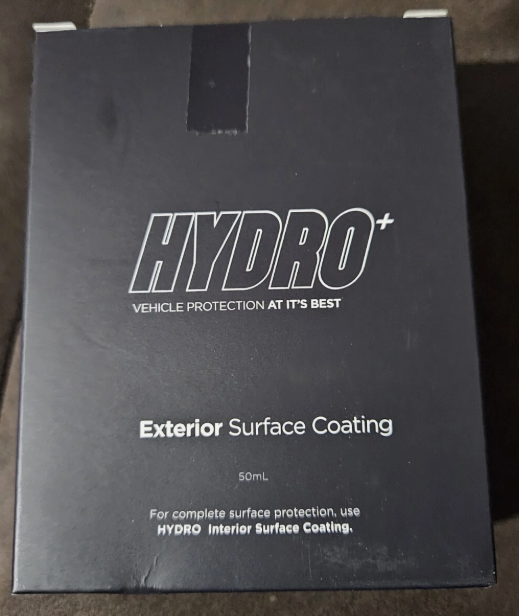 HYDRO+
VEHICLE PROTECTION AT IT'S BEST
Exterior Surface Coating
50mL
For complete surface protection, use
HYDRO Interior Surface Coating.